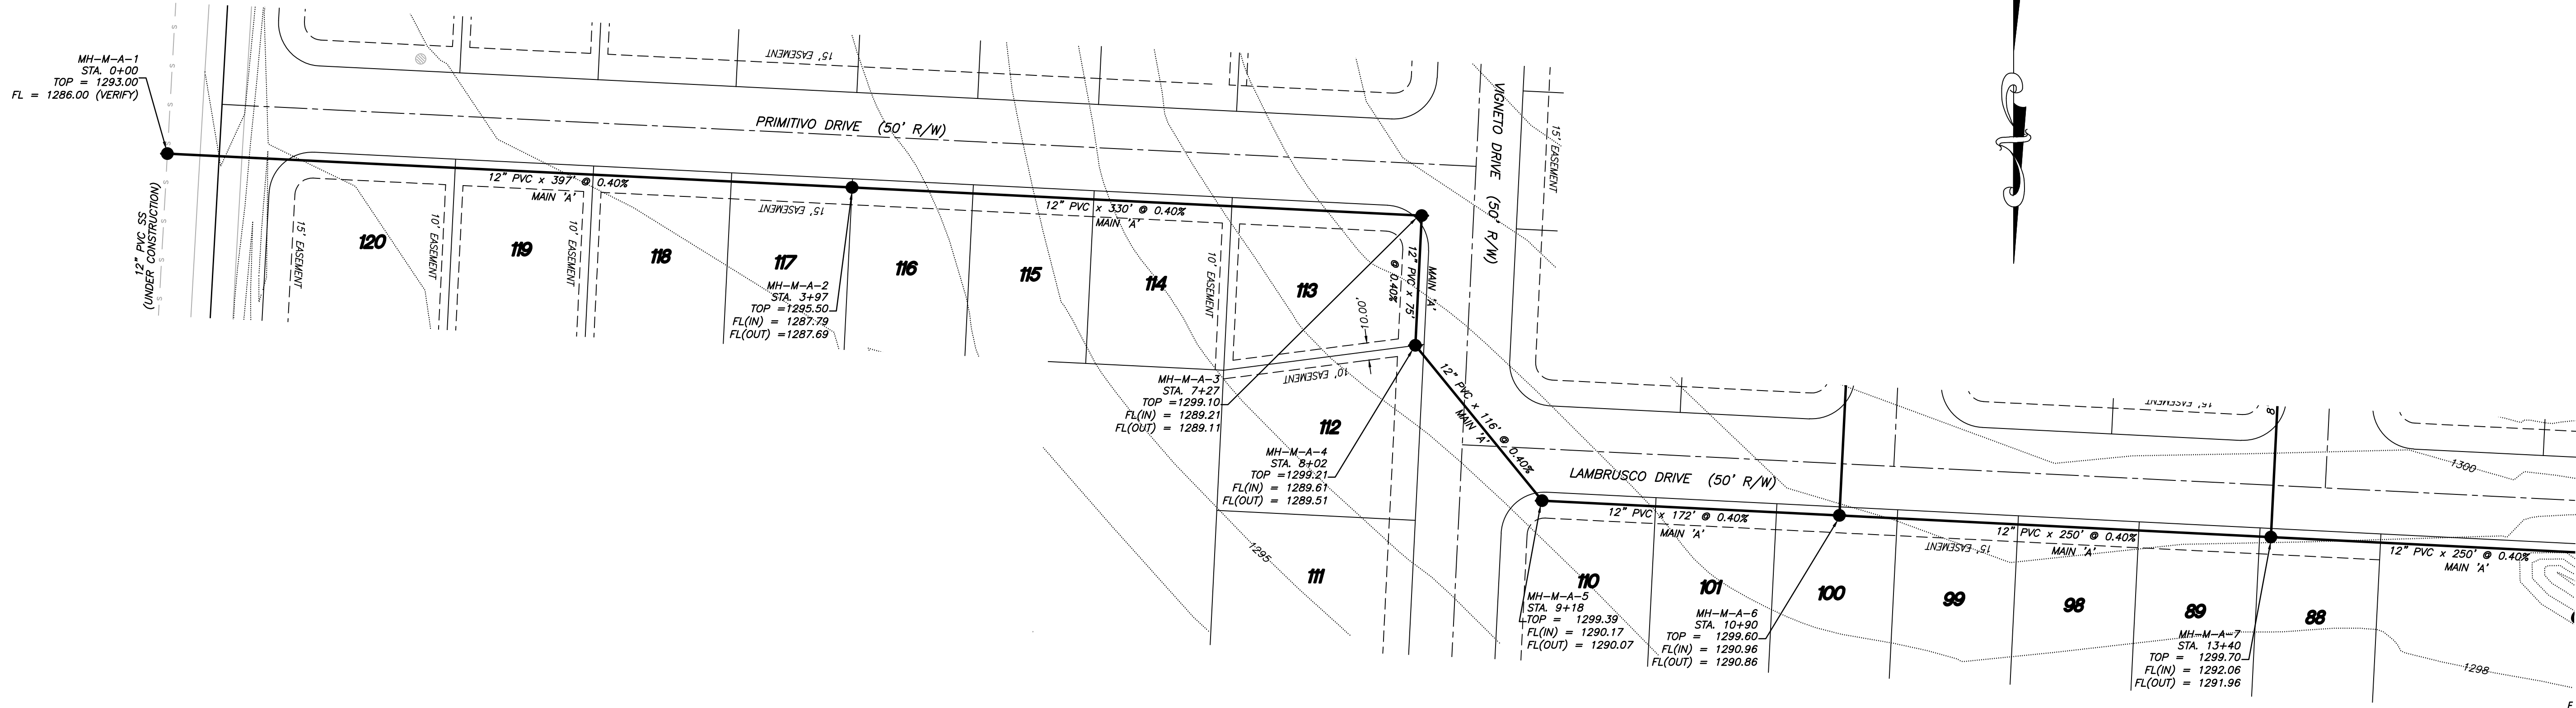 MH-M-A-1
STA. 0+00
TOP = 1293.00
FL = 1286.00 (VERIFY)
S
S
S
S
S
S
S
S
12" PVC SS
(UNDER CONSTRUCTION)
15' EASEMENT
PRIMITIVO DRIVE (50' R/W)
12" PVC x 397' @ 0.40%
MAIN 'A'
15' EASEMENT
12" PVC x 330' @ 0.40%
MAIN 'A'
15' EASEMENT
120
10' EASEMENT
119
10' EASEMENT
118
117
116
115
114
10' EASEMENT
113
MH-M-A-2
STA. 3+97
TOP =1295.50
FL(IN) = 1287.79
FL(OUT) =1287.69
12" PVC x 75'
@ 0.40%
MAIN 'A'
10.00'
10' EASEMENT
VIGNETO DRIVE (50' R/W)
15' EASEMENT
MH-M-A-3
STA. 7+27
TOP =1299.10
FL(IN) = 1289.21
FL(OUT) = 1289.11
112
MH-M-A-4
STA. 8+02
TOP =1299.21
FL(IN) = 1289.61
FL(OUT) = 1289.51
1295
111
12" PVC x 116' @ 0.40%
MAIN 'A'
LAMBRUSCO DRIVE (50' R/W)
12" PVC x 172' @ 0.40%
MAIN 'A'
15' EASEMENT
8
1300
12" PVC x 250' @ 0.40%
MAIN 'A'
15' EASEMENT
12" PVC x 250' @ 0.40%
MAIN 'A'
110
101
100
99
98
89
88
MH-M-A-5
STA. 9+18
TOP = 1299.39
FL(IN) = 1290.17
FL(OUT) = 1290.07
MH-M-A-6
STA. 10+90
TOP = 1299.60
FL(IN) = 1290.96
FL(OUT) = 1290.86
MH-M-A-7
STA. 13+40
TOP = 1299.70
FL(IN) = 1292.06
FL(OUT) = 1291.96
1298